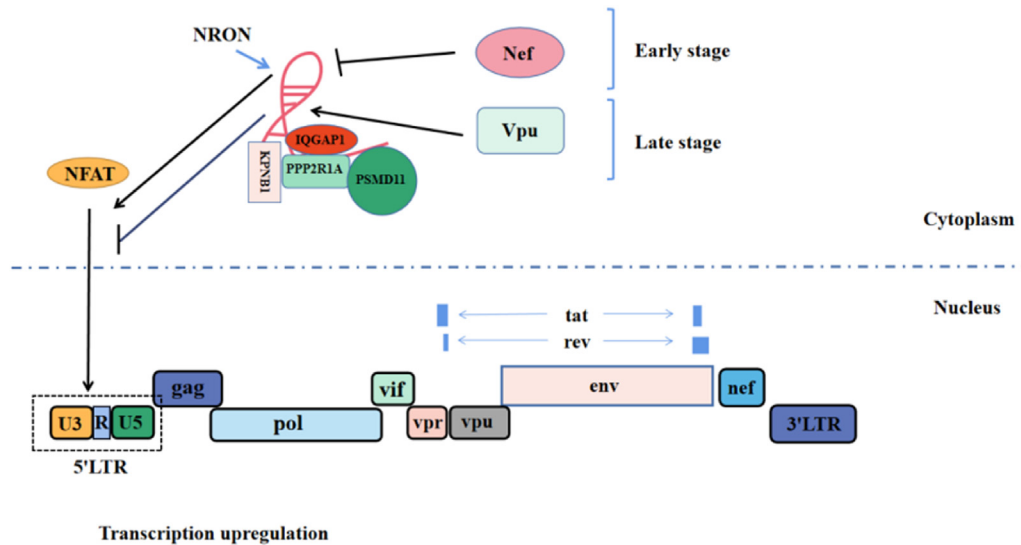 NRON
Nef
Early stage
Vpu
Late stage
IQGAP1
KPNB1
PPP2R1A
PSMD11
NFAT
Cytoplasm
Nucleus
tat
rev
gag
vif
env
nef
U3
R
U5
pol
vpr
vpu
3'LTR
5'LTR
Transcription upregulation